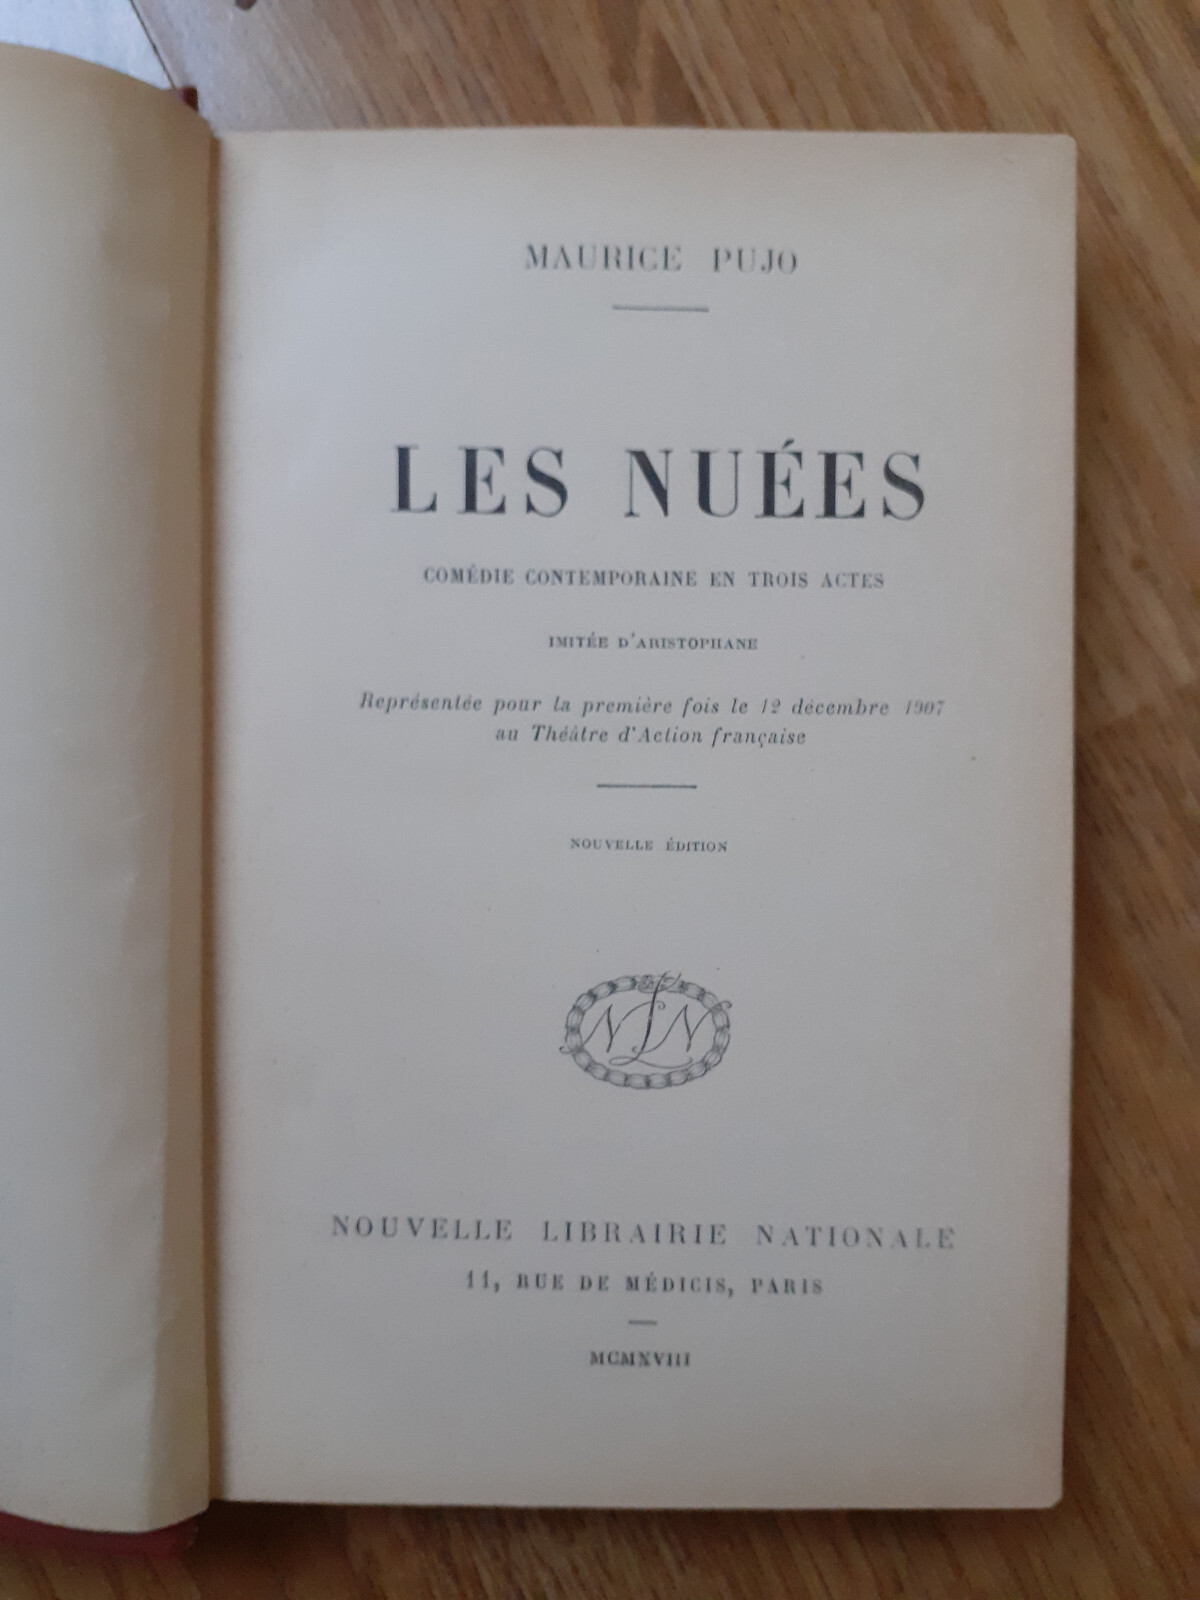 MAURICE PUJO
LES NUÉES
COMÉDIE CONTEMPORAINE EN TROIS ACTES
IMITÉE D'ARISTOPHANE
Représentée pour la première fois le 12 décembre 1907
au Théâtre d'Action française
NOUVELLE ÉDITION
NLN
NOUVELLE LIBRAIRIE NATIONALE
11, RUE DE MÉDICIS, PARIS
MCMXVIII